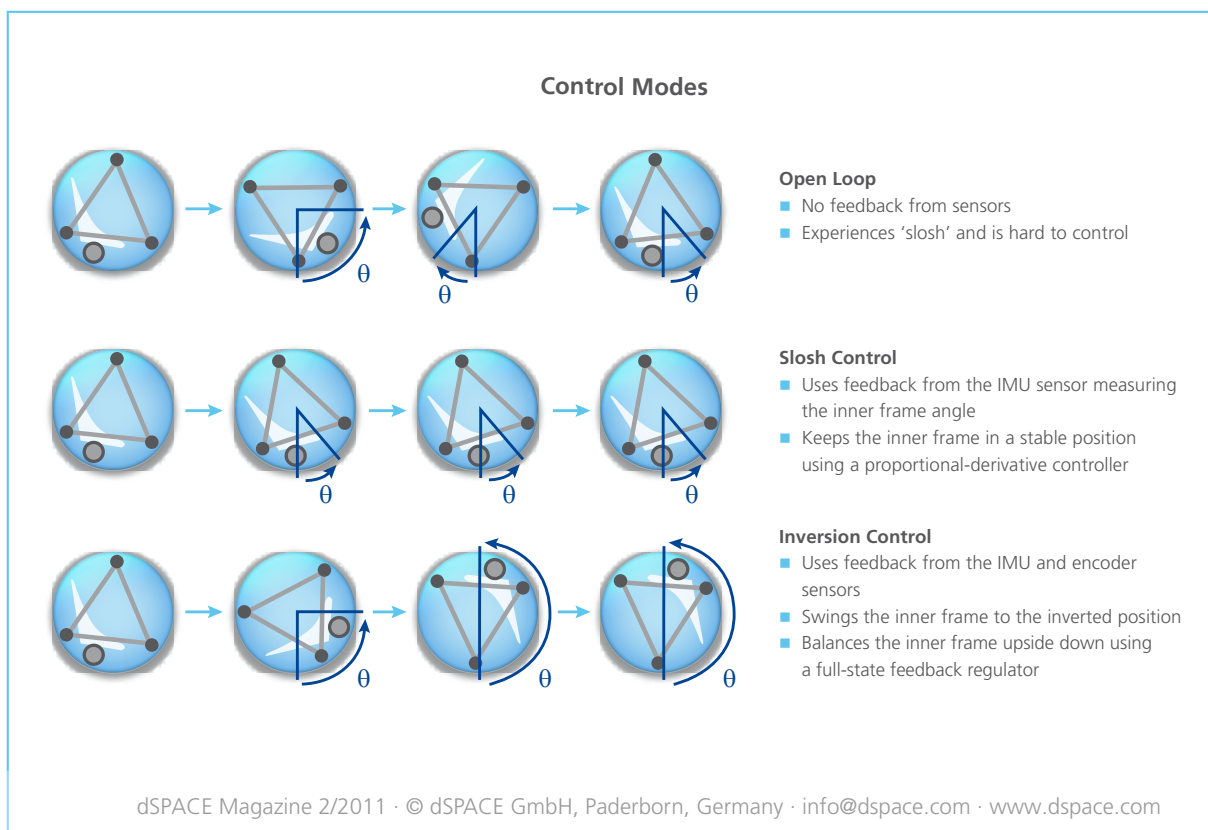 Control Modes
θ
θ
θ
Open Loop
■ No feedback from sensors
■ Experiences ‘slosh’ and is hard to control
θ
θ
θ
Slosh Control
■ Uses feedback from the IMU sensor measuring
the inner frame angle
■ Keeps the inner frame in a stable position
using a proportional-derivative controller
θ
θ
θ
Inversion Control
■ Uses feedback from the IMU and encoder
sensors
■ Swings the inner frame to the inverted position
■ Balances the inner frame upside down using
a full-state feedback regulator
dSPACE Magazine 2/2011 · © dSPACE GmbH, Paderborn, Germany · info@dspace.com · www.dspace.com